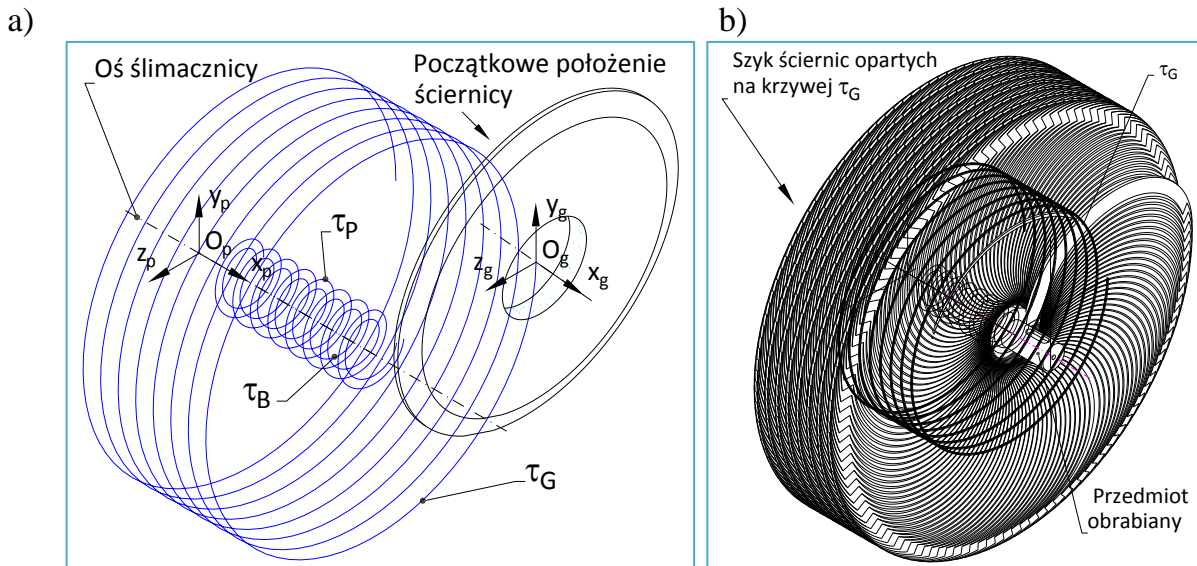 a)
Oś ślimacznicy
Początkowe położenie
ściernicy
yₚ
Oₚ
zₚ
xₚ
τP
τB
τG
yg
Og
zg
xg
b)
Szyk ściernic opartych
na krzywej τG
τG
Przedmiot
obrabiany